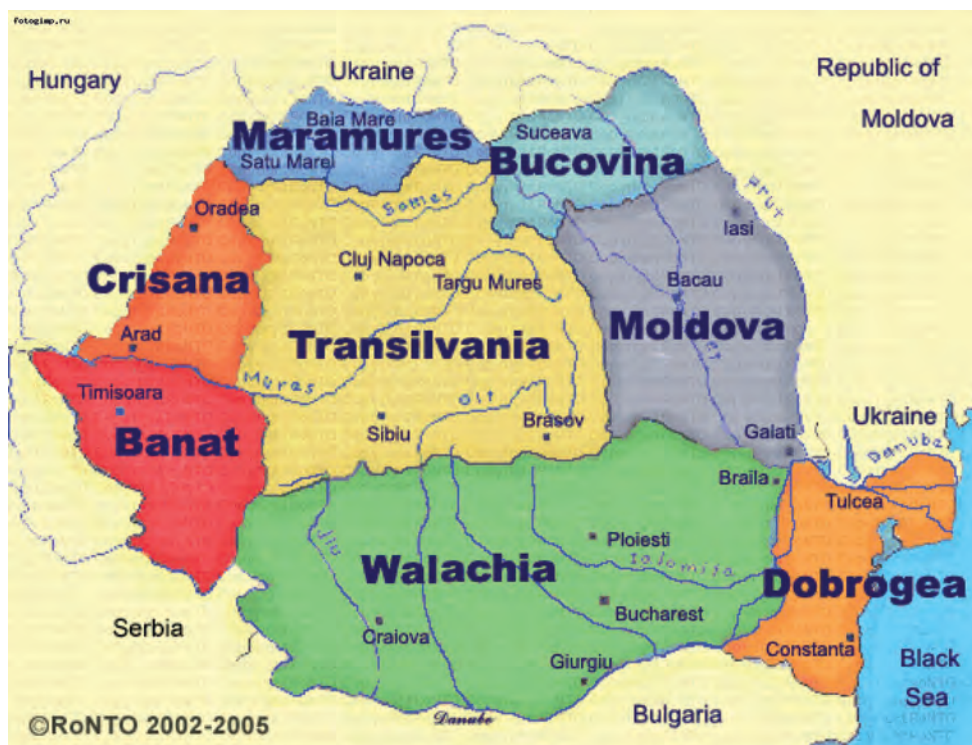 fotogimp.ru
Hungary
Ukraine
Republic of
Moldova
Baia Mare
Maramures
Satu Marei
Suceava
Bucovina
Prut
Oradea
Somes
Iasi
Cluj Napoca
Crisana
Targu Mures
Bacau
Arad
Transilvania
Moldova
Mures
Timisoara
Olt
Banat
Sibiu
Brasov
Galati
Ukraine
Danube
Braila
Tulcea
Jiu
Ploiesti
Walachia
Ialomita
Dobrogea
Bucharest
Serbia
Craiova
Constanta
Black
Sea
Giurgiu
Danube
Bulgaria
©RoNTO 2002-2005